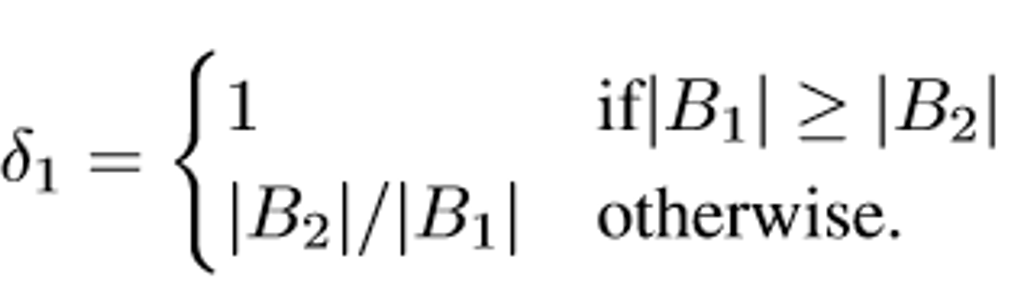 δ₁ = { 1 if|B₁| ≥ |B₂|
|B₂|/|B₁| otherwise.